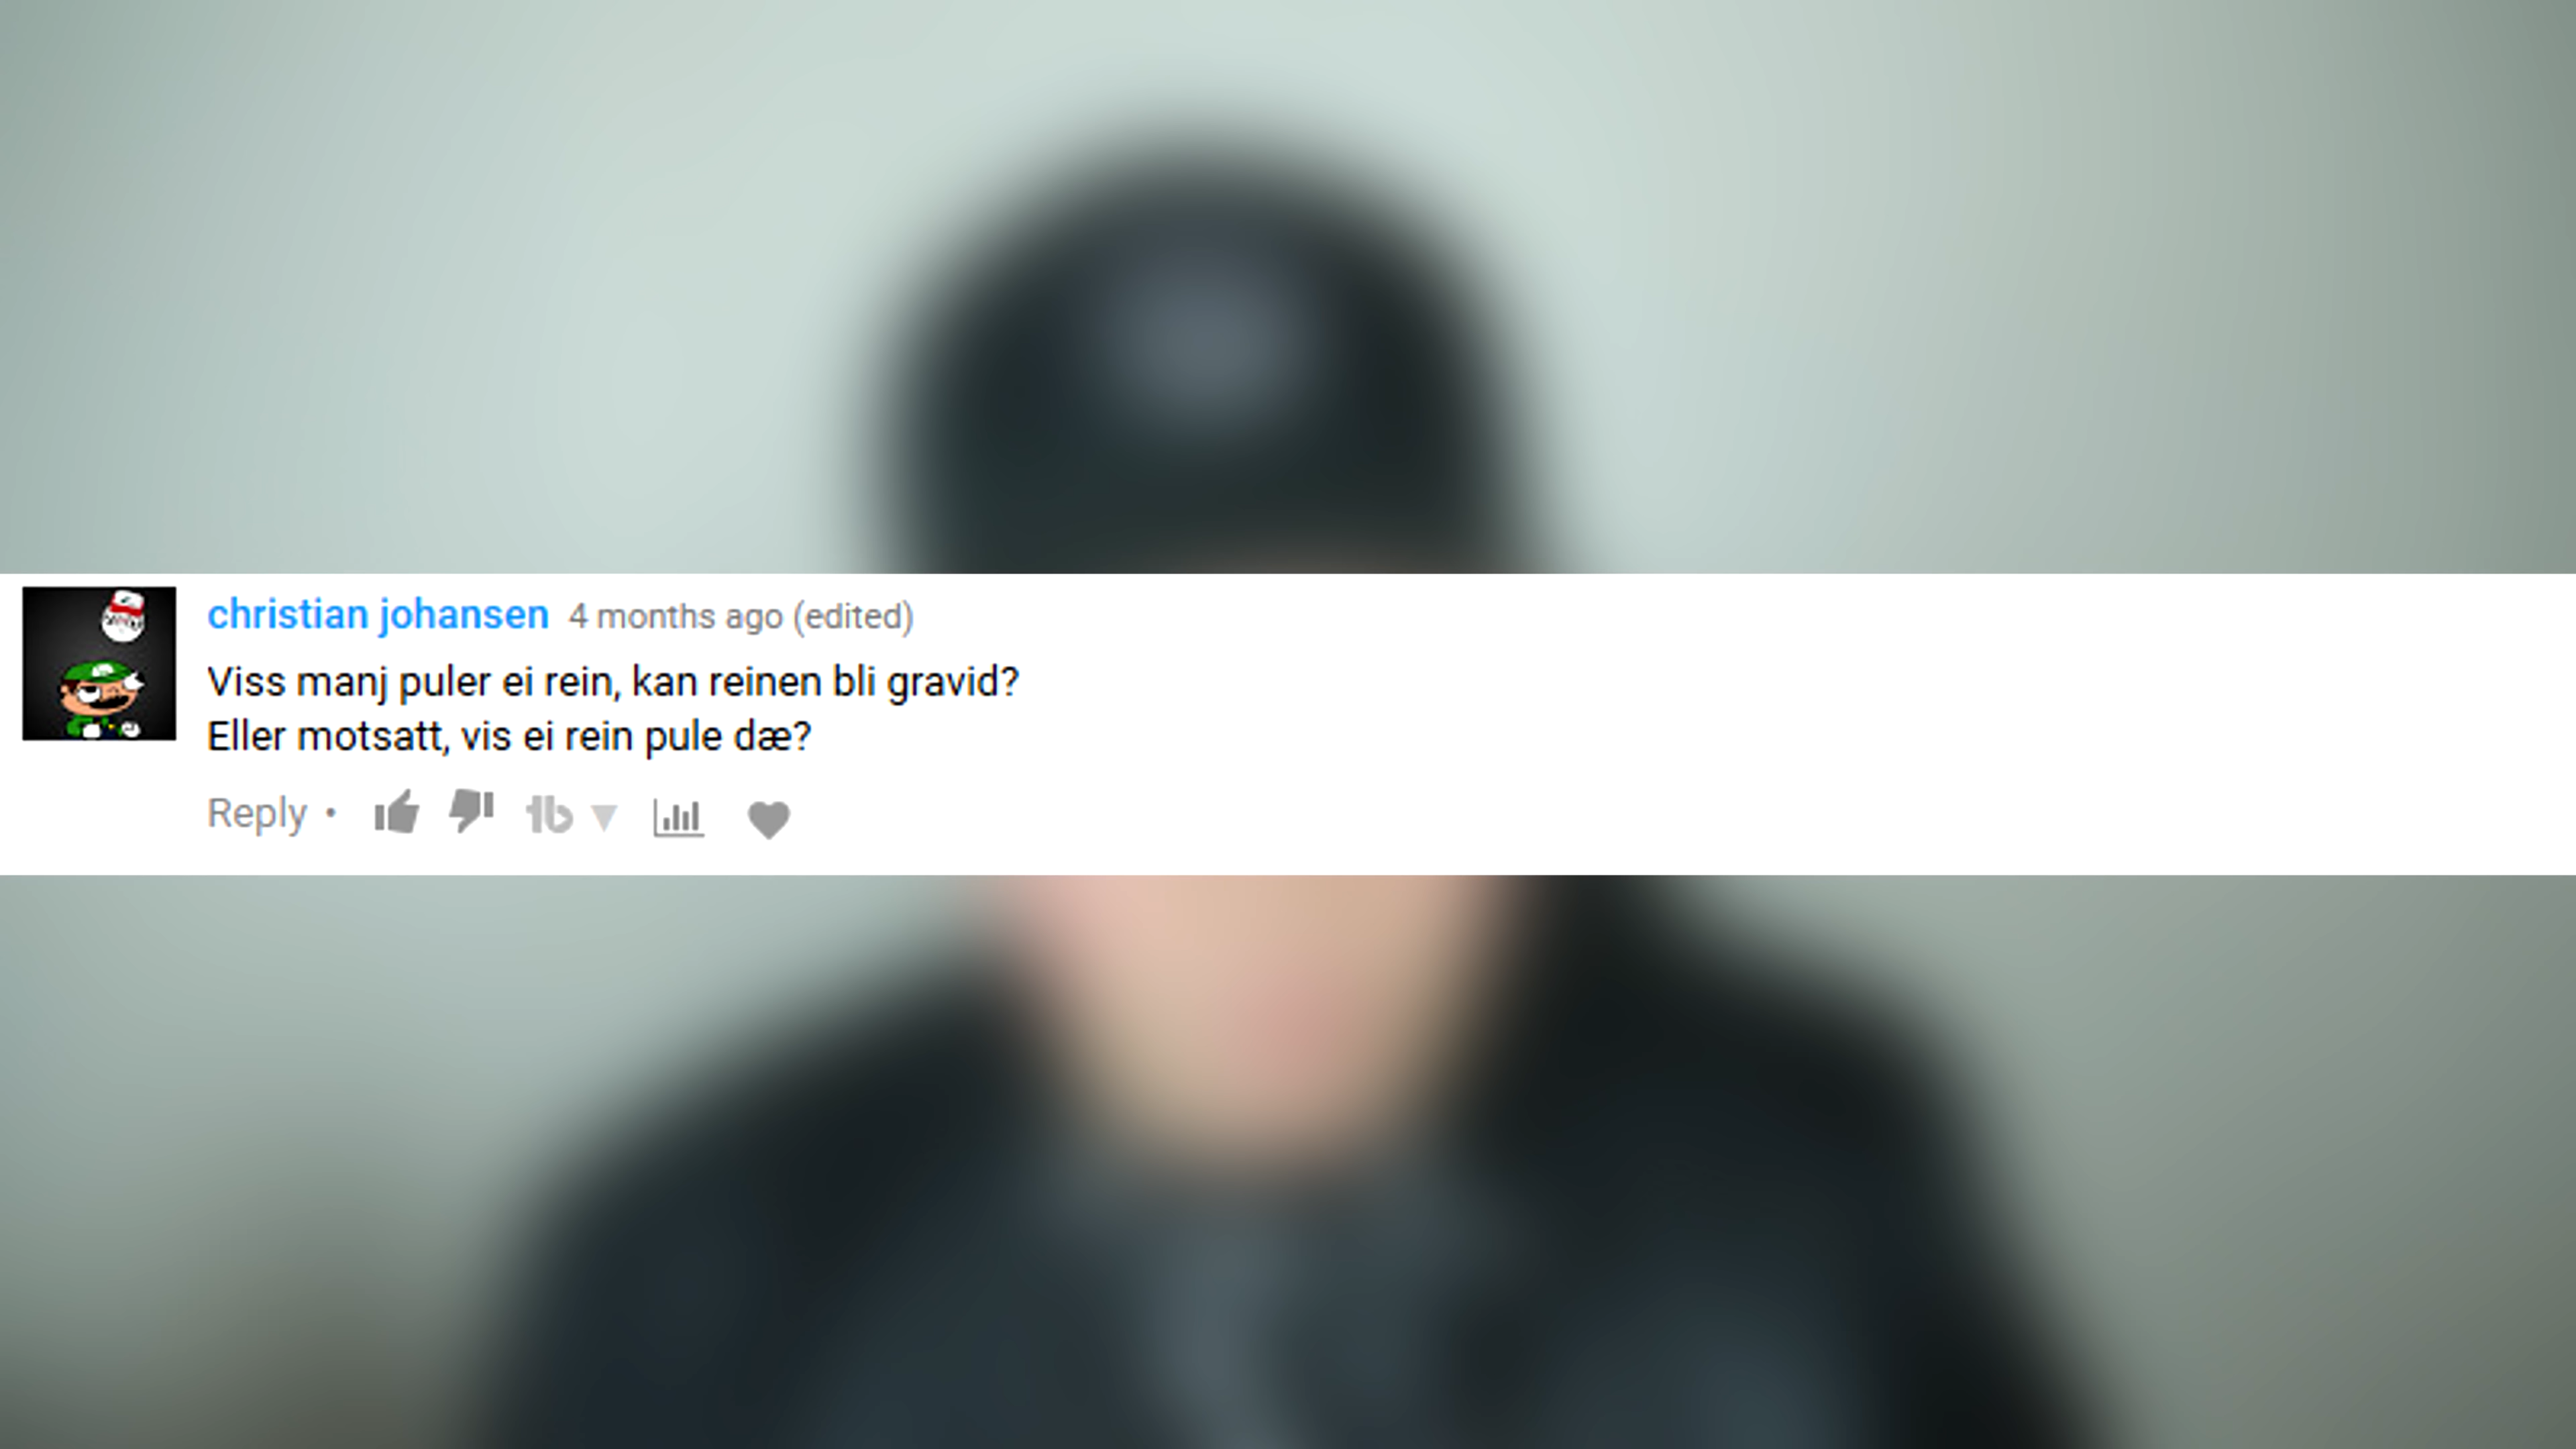 christian johansen 4 months ago (edited)
Viss manj puler ei rein, kan reinen bli gravid?
Eller motsatt, vis ei rein pule dæ?
Reply •